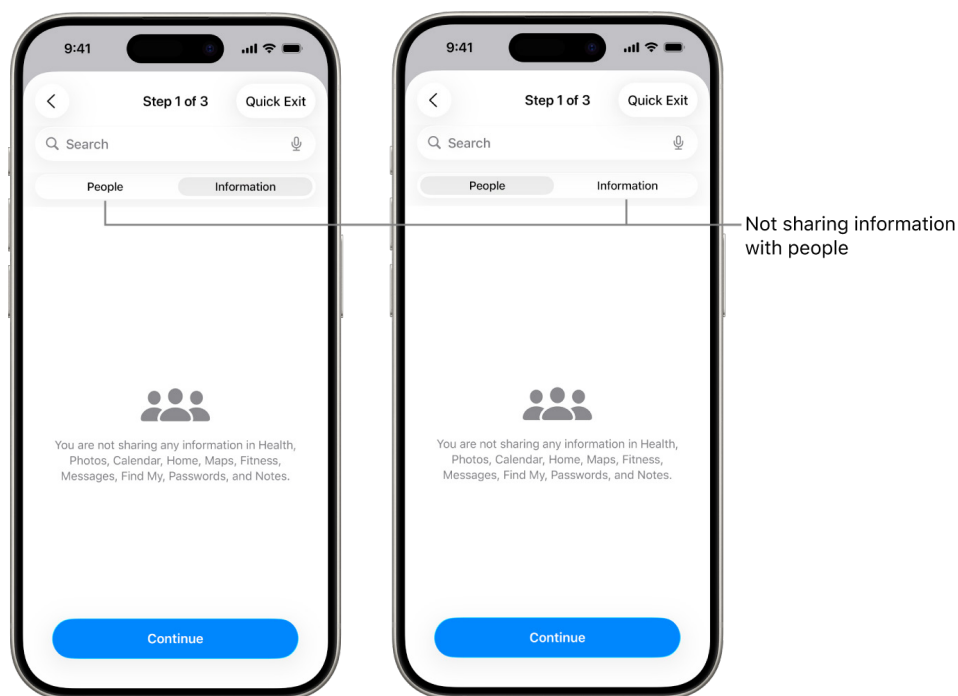 9:41
Step 1 of 3
Quick Exit
Search
People
Information
You are not sharing any information in Health,
Photos, Calendar, Home, Maps, Fitness,
Messages, Find My, Passwords, and Notes.
Continue
9:41
Step 1 of 3
Quick Exit
Search
People
Information
You are not sharing any information in Health,
Photos, Calendar, Home, Maps, Fitness,
Messages, Find My, Passwords, and Notes.
Continue
Not sharing information
with people